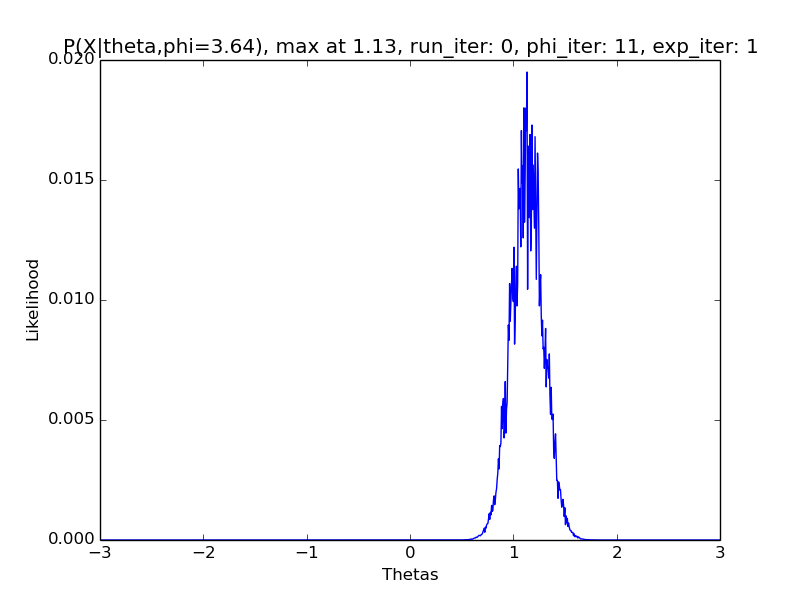 P(X|theta,phi=3.64), max at 1.13, run_iter: 0, phi_iter: 11, exp_iter: 1
0.020
0.015
0.010
0.005
0.000
Likelihood
−3 −2 −1 0 1 2 3
Thetas